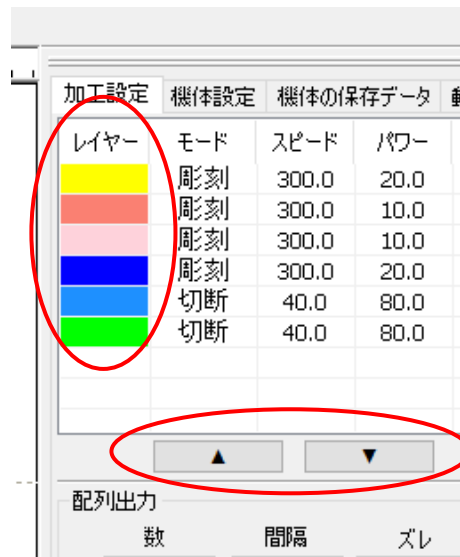 加工設定 機体設定 機体の保存データ
レイヤー モード スピード パワー
彫刻 300.0 20.0
彫刻 300.0 10.0
彫刻 300.0 10.0
彫刻 300.0 20.0
切断 40.0 80.0
切断 40.0 80.0
▲ ▼
配列出力
数 間隔 ズレ